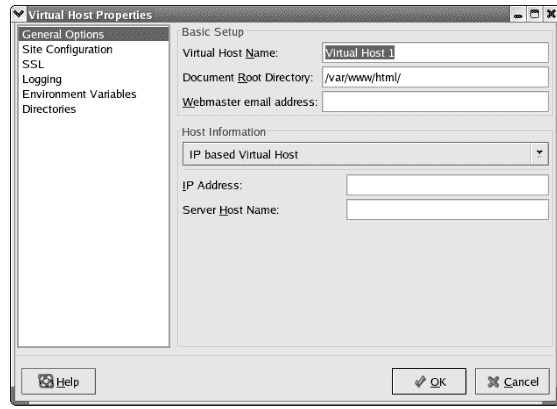 Virtual Host Properties
General Options
Site Configuration
SSL
Logging
Environment Variables
Directories
Basic Setup
Virtual Host Name: Virtual Host 1
Document Root Directory: /var/www/html/
Webmaster email address:
Host Information
IP based Virtual Host
IP Address:
Server Host Name:
Help
OK
Cancel